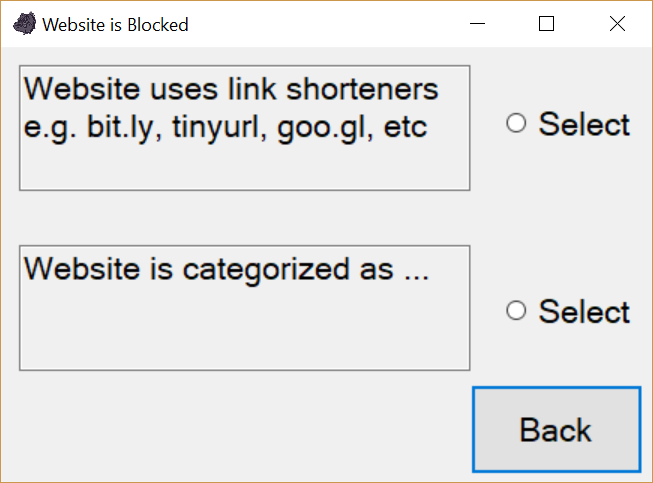 Website is Blocked
Website uses link shorteners
e.g. bit.ly, tinyurl, goo.gl, etc
Select
Website is categorized as ...
Select
Back